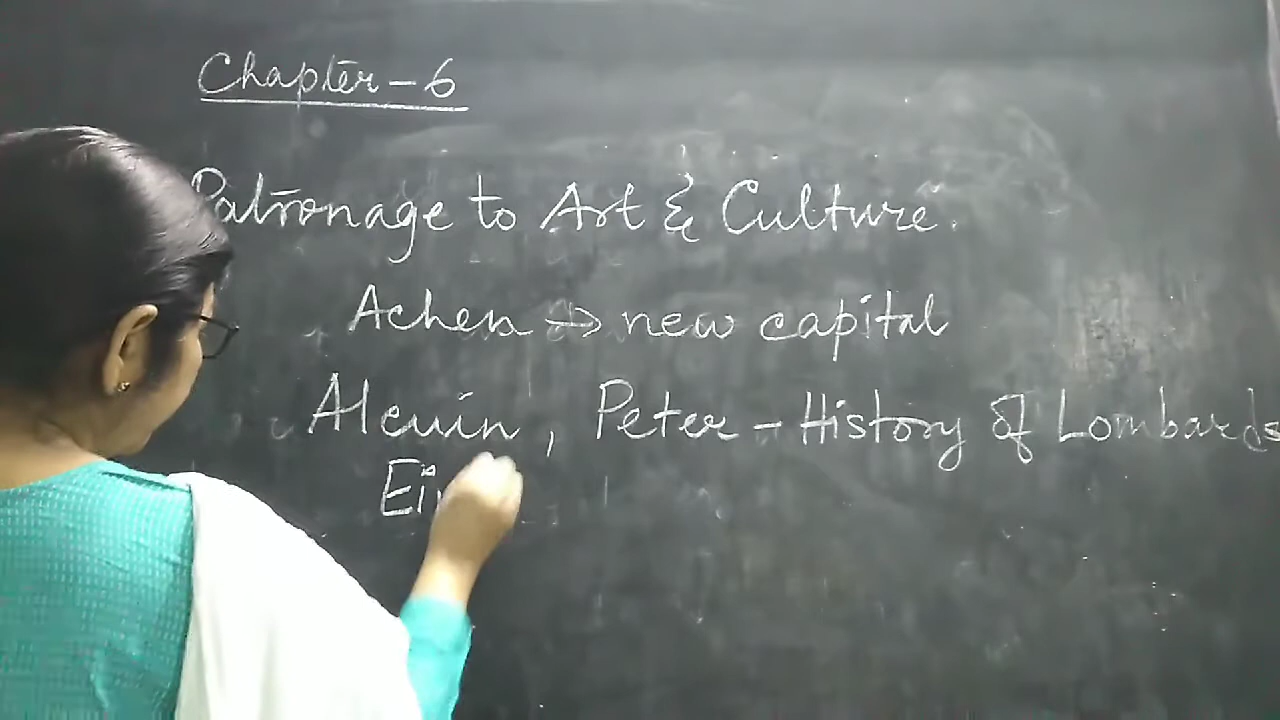 Chapter - 6
Patronage to Art & Culture.
Achen → new capital
Alcuin, Peter - History of Lombards
Ei